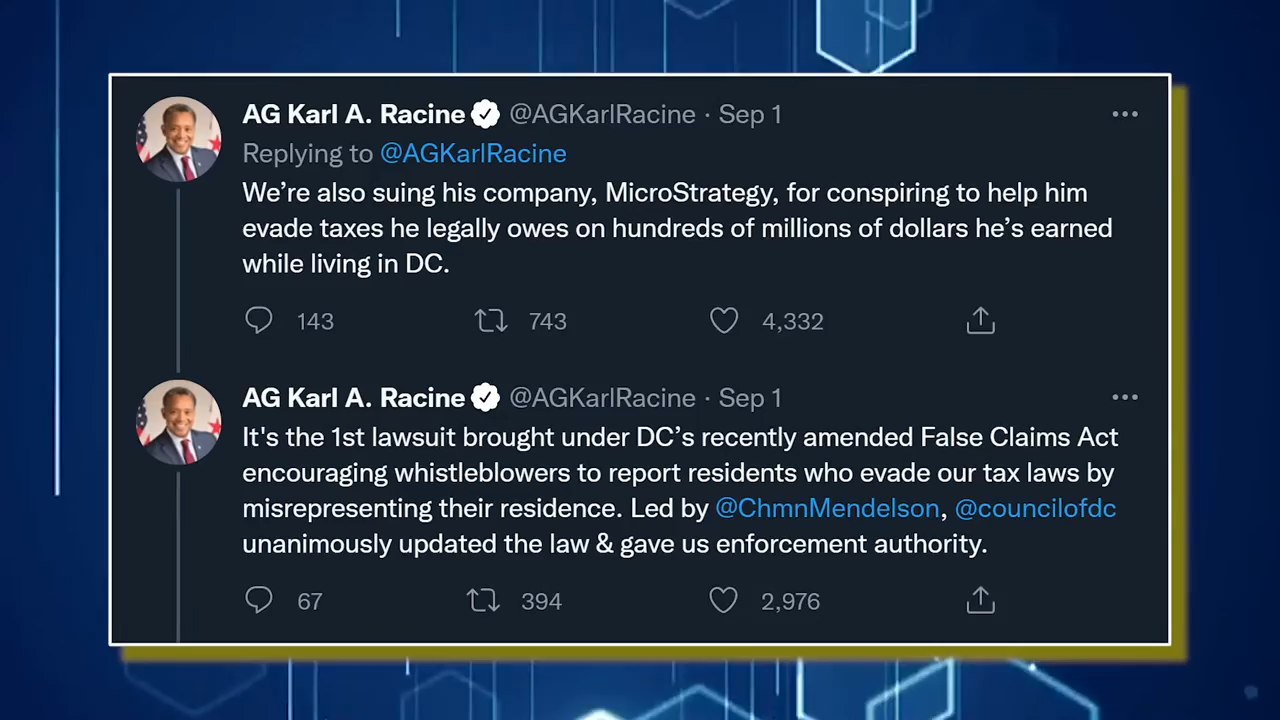 AG Karl A. Racine @AGKarlRacine · Sep 1
Replying to @AGKarlRacine
We’re also suing his company, MicroStrategy, for conspiring to help him
evade taxes he legally owes on hundreds of millions of dollars he’s earned
while living in DC.
143 743 4,332
AG Karl A. Racine @AGKarlRacine · Sep 1
It's the 1st lawsuit brought under DC’s recently amended False Claims Act
encouraging whistleblowers to report residents who evade our tax laws by
misrepresenting their residence. Led by @ChmnMendelson, @councilofdc
unanimously updated the law & gave us enforcement authority.
67 394 2,976